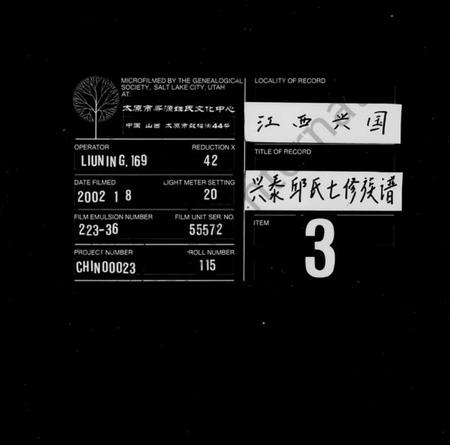 MICROFILMED BY THE GENEALOGICAL
SOCIETY, SALT LAKE CITY, UTAH
AT:
太原市寻源姓氏文化中心
中国 山西 太原市
44号
OPERATOR
LIUNING,169
REDUCTION X
42
DATE FILMED
2002 1 8
LIGHT METER SETTING
20
FILM EMULSION NUMBER
223-36
FILM UNIT SER. NO.
55572
PROJECT NUMBER
CHIN00023
ROLL NUMBER
115
LOCALITY OF RECORD
江西兴国
TITLE OF RECORD
兴泰邱氏七修族谱
ITEM
3